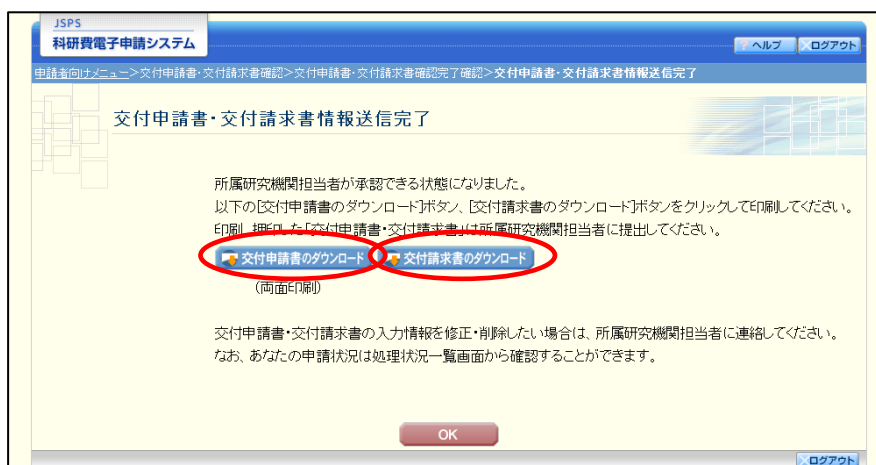 JSPS
科研費電子申請システム
? ヘルプ
×ログアウト
申請者向けメニュー>交付申請書・交付請求書確認>交付申請書・交付請求書確認完了確認>交付申請書・交付請求書情報送信完了
交付申請書・交付請求書情報送信完了
所属研究機関担当者が承認できる状態になりました。
以下の[交付申請書のダウンロード]ボタン、[交付請求書のダウンロード]ボタンをクリックして印刷してください。
印刷、押印した「交付申請書・交付請求書」は所属研究機関担当者に提出してください。
交付申請書のダウンロード
交付請求書のダウンロード
(両面印刷)
交付申請書・交付請求書の入力情報を修正・削除したい場合は、所属研究機関担当者に連絡してください。
なお、あなたの申請状況は処理状況一覧画面から確認することができます。
OK
×ログアウト